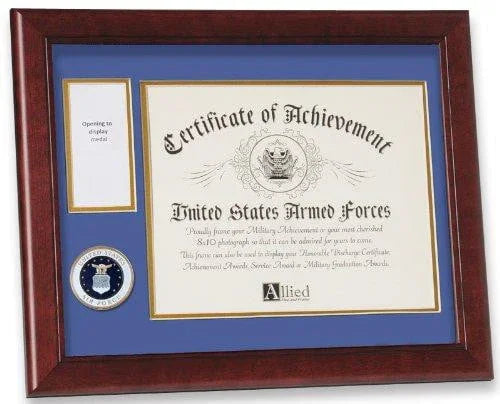 Opening to
display
medal
Certificate of Achievement
United States Armed Forces
Proudly frame your Military Achievement or your most cherished
8x10 photograph so that it can be admired for years to come.
This frame can also be used to display your Honorable Discharge Certificate,
Achievement Awards, Service Award or Military Graduation Awards.
Allied
UNITED STATES
AIR FORCE